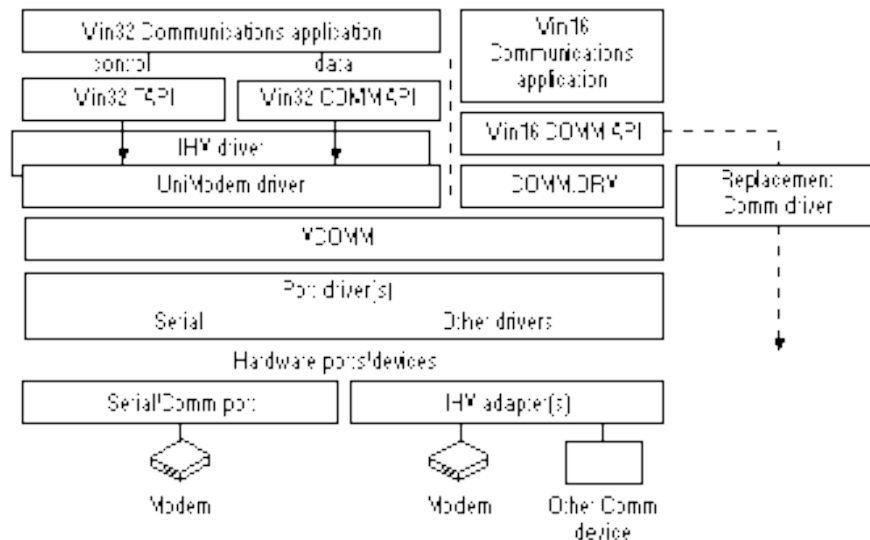 Win32 Communications application
control
data
Win32 TAPI
Win32 COMM API
IHV driver
UniModem driver
Win16
Communications
application
Win16 COMM API
COMM.DRV
Replacement
Comm driver
VCOMM
Port driver(s)
Serial
Other drivers
Hardware ports/devices
Serial/Comm port
IHV adapter(s)
Modem
Modem
Other Comm
device